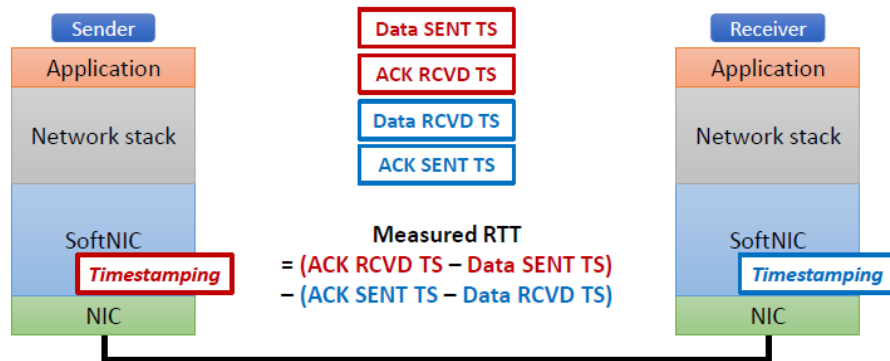 Sender
Application
Network stack
SoftNIC
Timestamping
NIC
Data SENT TS
ACK RCVD TS
Data RCVD TS
ACK SENT TS
Measured RTT
= (ACK RCVD TS – Data SENT TS)
– (ACK SENT TS – Data RCVD TS)
Receiver
Application
Network stack
SoftNIC
Timestamping
NIC